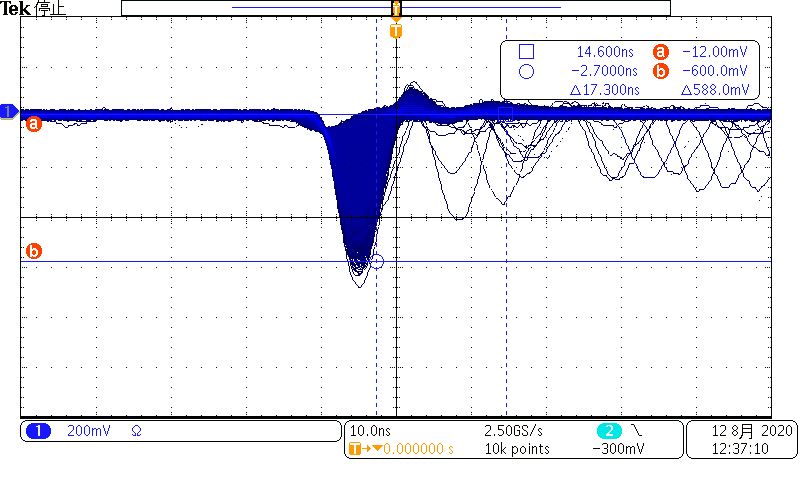 Tek 停止
T
T
14.600ns a −12.00mV
−2.7000ns b −600.0mV
Δ17.300ns Δ588.0mV
1
a
b
1 200mV Ω
10.0ns 2.50GS/s 2
T→▼0.000000 s 10k points −300mV
12 8月 2020
12:37:10